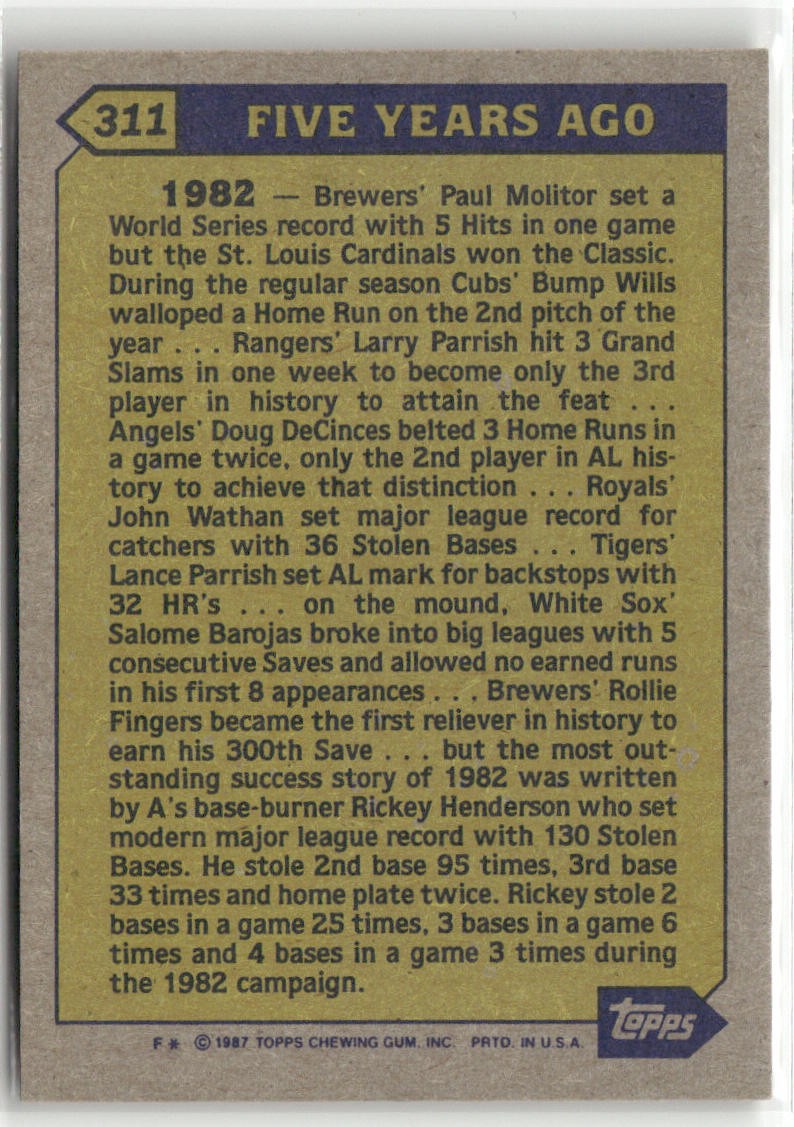 311 FIVE YEARS AGO
1982 — Brewers' Paul Molitor set a
World Series record with 5 Hits in one game
but the St. Louis Cardinals won the Classic.
During the regular season Cubs' Bump Wills
walloped a Home Run on the 2nd pitch of the
year . . . Rangers' Larry Parrish hit 3 Grand
Slams in one week to become only the 3rd
player in history to attain the feat . . .
Angels' Doug DeCinces belted 3 Home Runs in
a game twice, only the 2nd player in AL his-
tory to achieve that distinction . . . Royals'
John Wathan set major league record for
catchers with 36 Stolen Bases . . . Tigers'
Lance Parrish set AL mark for backstops with
32 HR's . . . on the mound, White Sox'
Salome Barojas broke into big leagues with 5
consecutive Saves and allowed no earned runs
in his first 8 appearances . . . Brewers' Rollie
Fingers became the first reliever in history to
earn his 300th Save . . . but the most out-
standing success story of 1982 was written
by A's base-burner Rickey Henderson who set
modern major league record with 130 Stolen
Bases. He stole 2nd base 95 times, 3rd base
33 times and home plate twice. Rickey stole 2
bases in a game 25 times, 3 bases in a game 6
times and 4 bases in a game 3 times during
the 1982 campaign.
topps
F * © 1987 TOPPS CHEWING GUM, INC. PRTD. IN U.S.A.